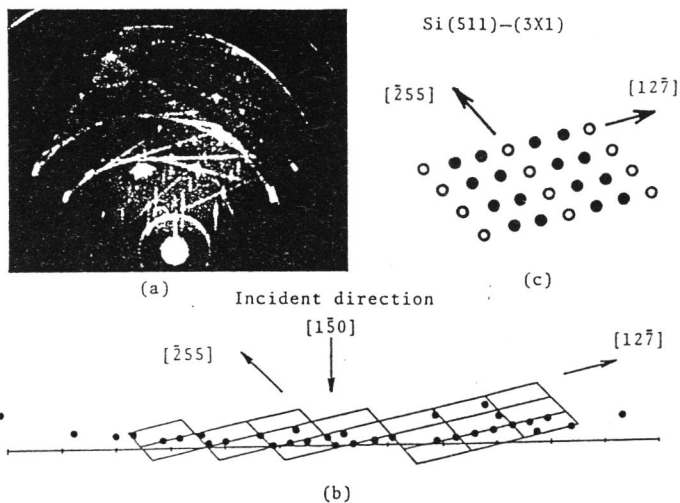 Si(511)—(3X1)
[2̄55]
[127̄]
(a)
(c)
Incident direction
[15̄0]
[2̄55]
[127̄]
(b)